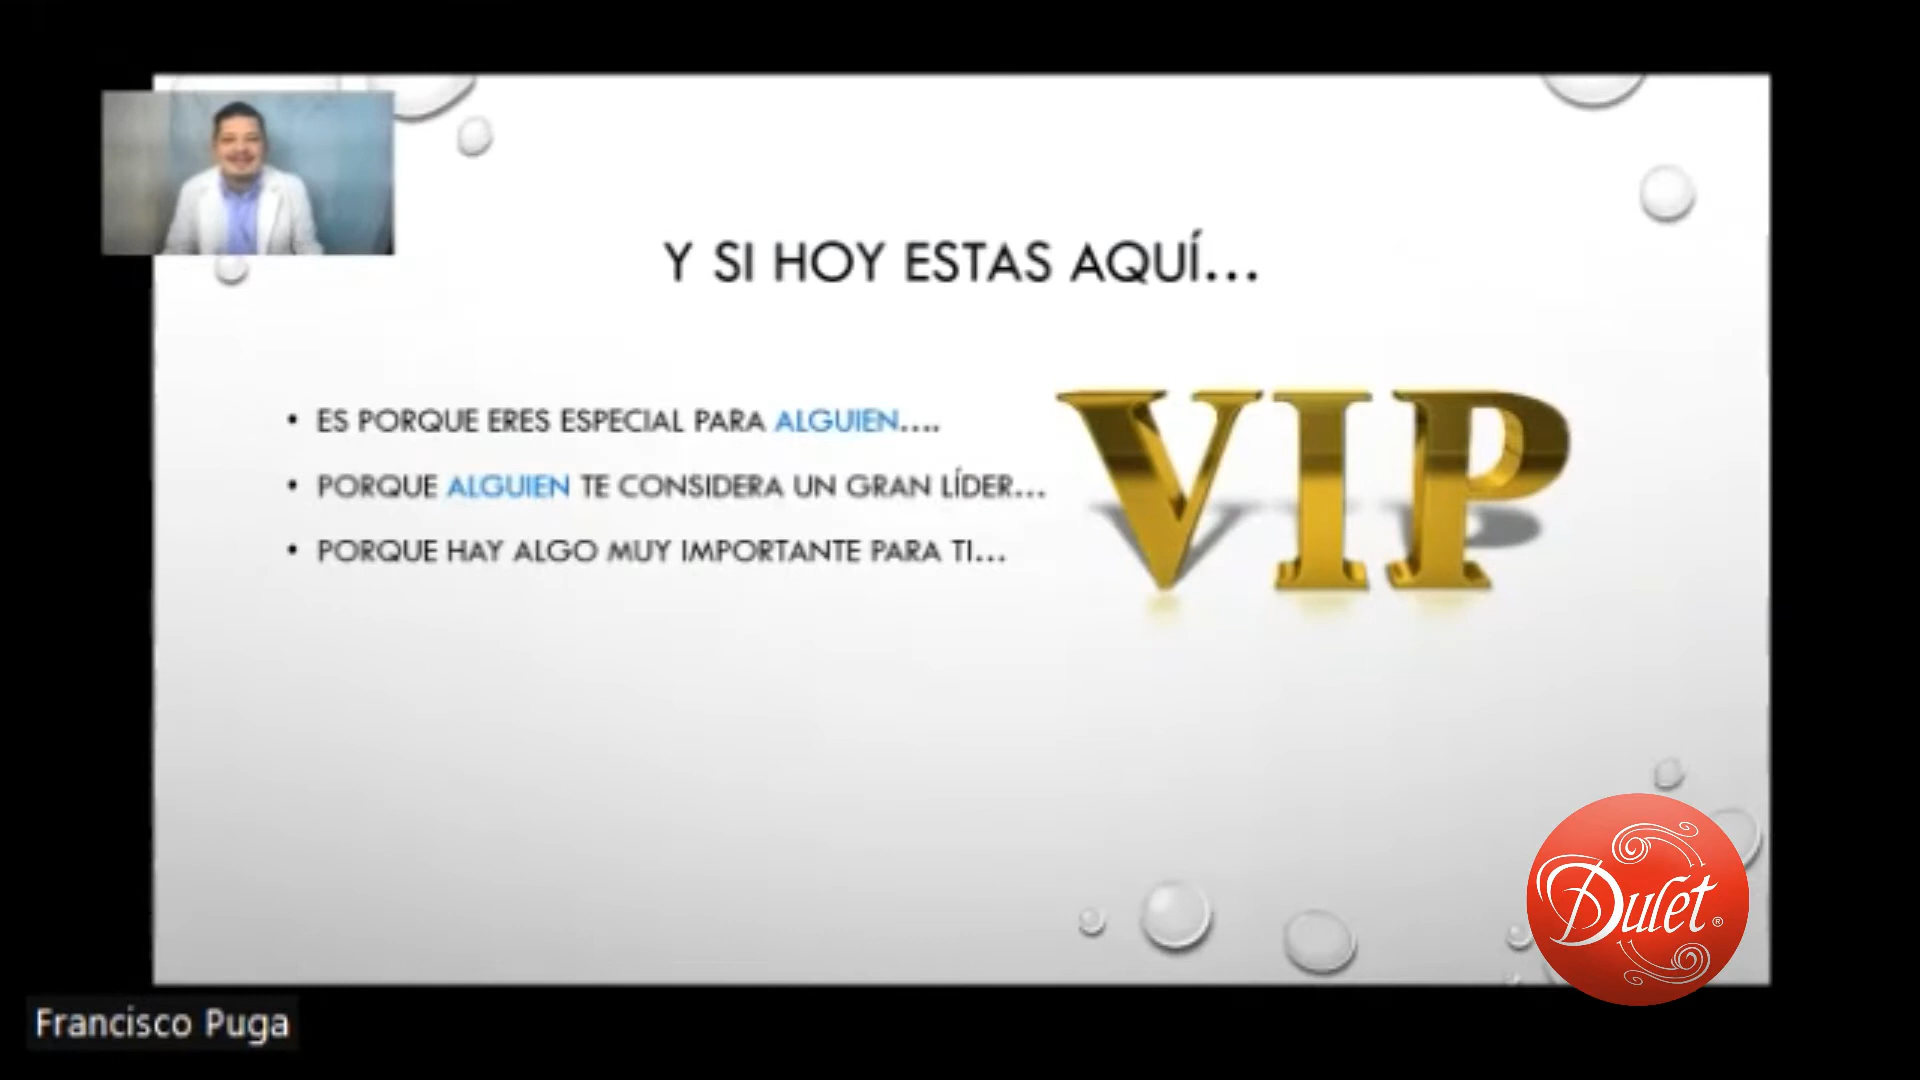 Y SI HOY ESTAS AQUÍ...
• ES PORQUE ERES ESPECIAL PARA ALGUIEN....
• PORQUE ALGUIEN TE CONSIDERA UN GRAN LÍDER...
• PORQUE HAY ALGO MUY IMPORTANTE PARA TI...
VIP
Dulet®
Francisco Puga